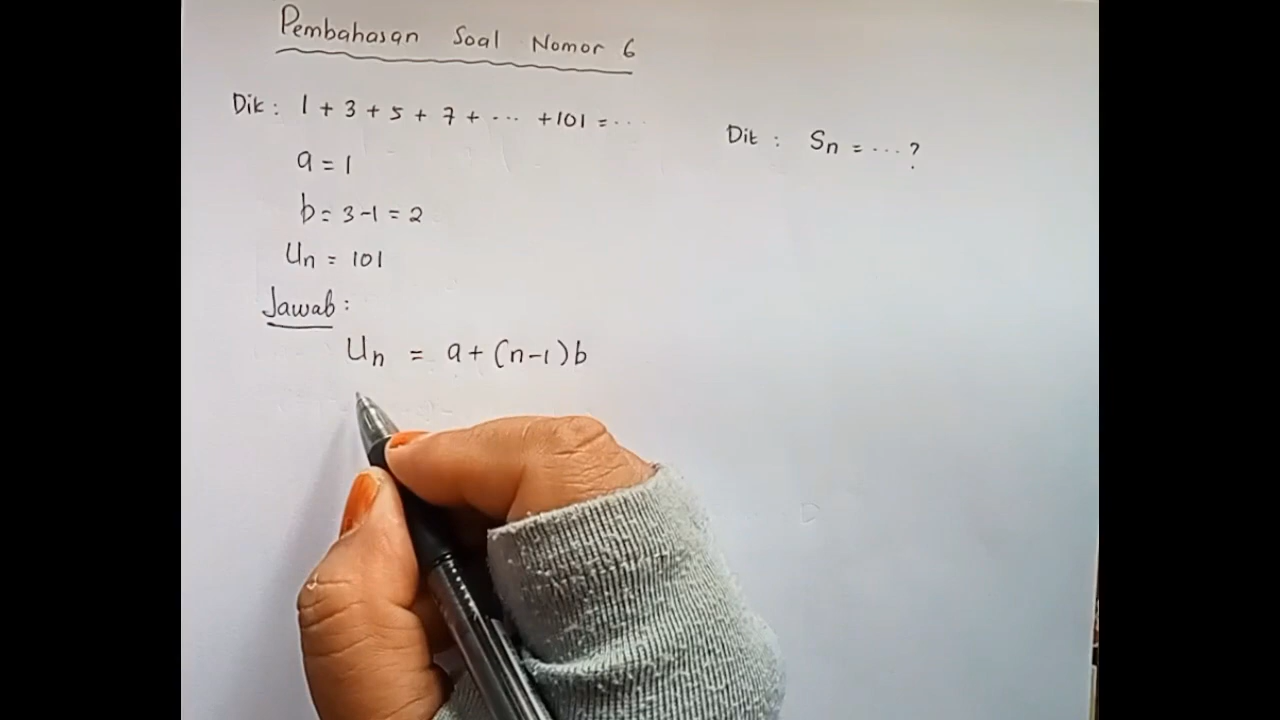 Pembahasan Soal Nomor 6
Dik : 1 + 3 + 5 + 7 + ... + 101 = ...
Dit : Sn = ... ?
a = 1
b = 3 - 1 = 2
Un = 101
Jawab :
Un = a + (n-1) b